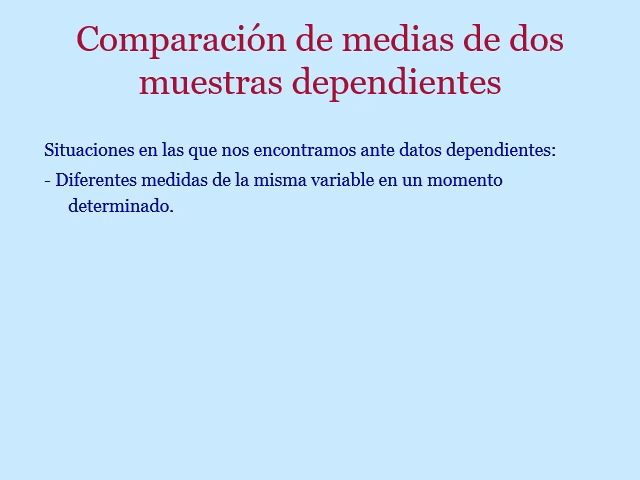 Comparación de medias de dos
muestras dependientes
Situaciones en las que nos encontramos ante datos dependientes:
- Diferentes medidas de la misma variable en un momento
determinado.